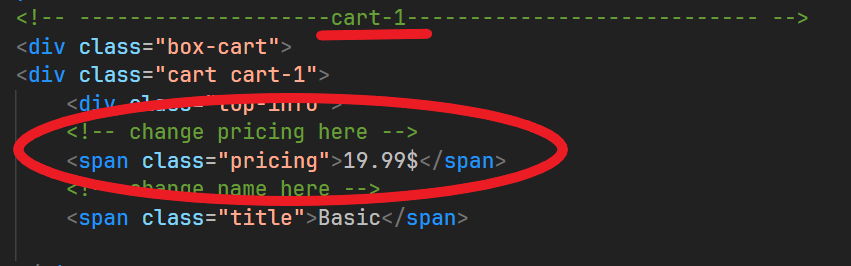 <!-- --------------------cart-1---------------------------- -->
<div class="box-cart">
<div class="cart cart-1">
<div class="top-info">
<!-- change pricing here -->
<span class="pricing">19.99$</span>
<!-- change name here -->
<span class="title">Basic</span>